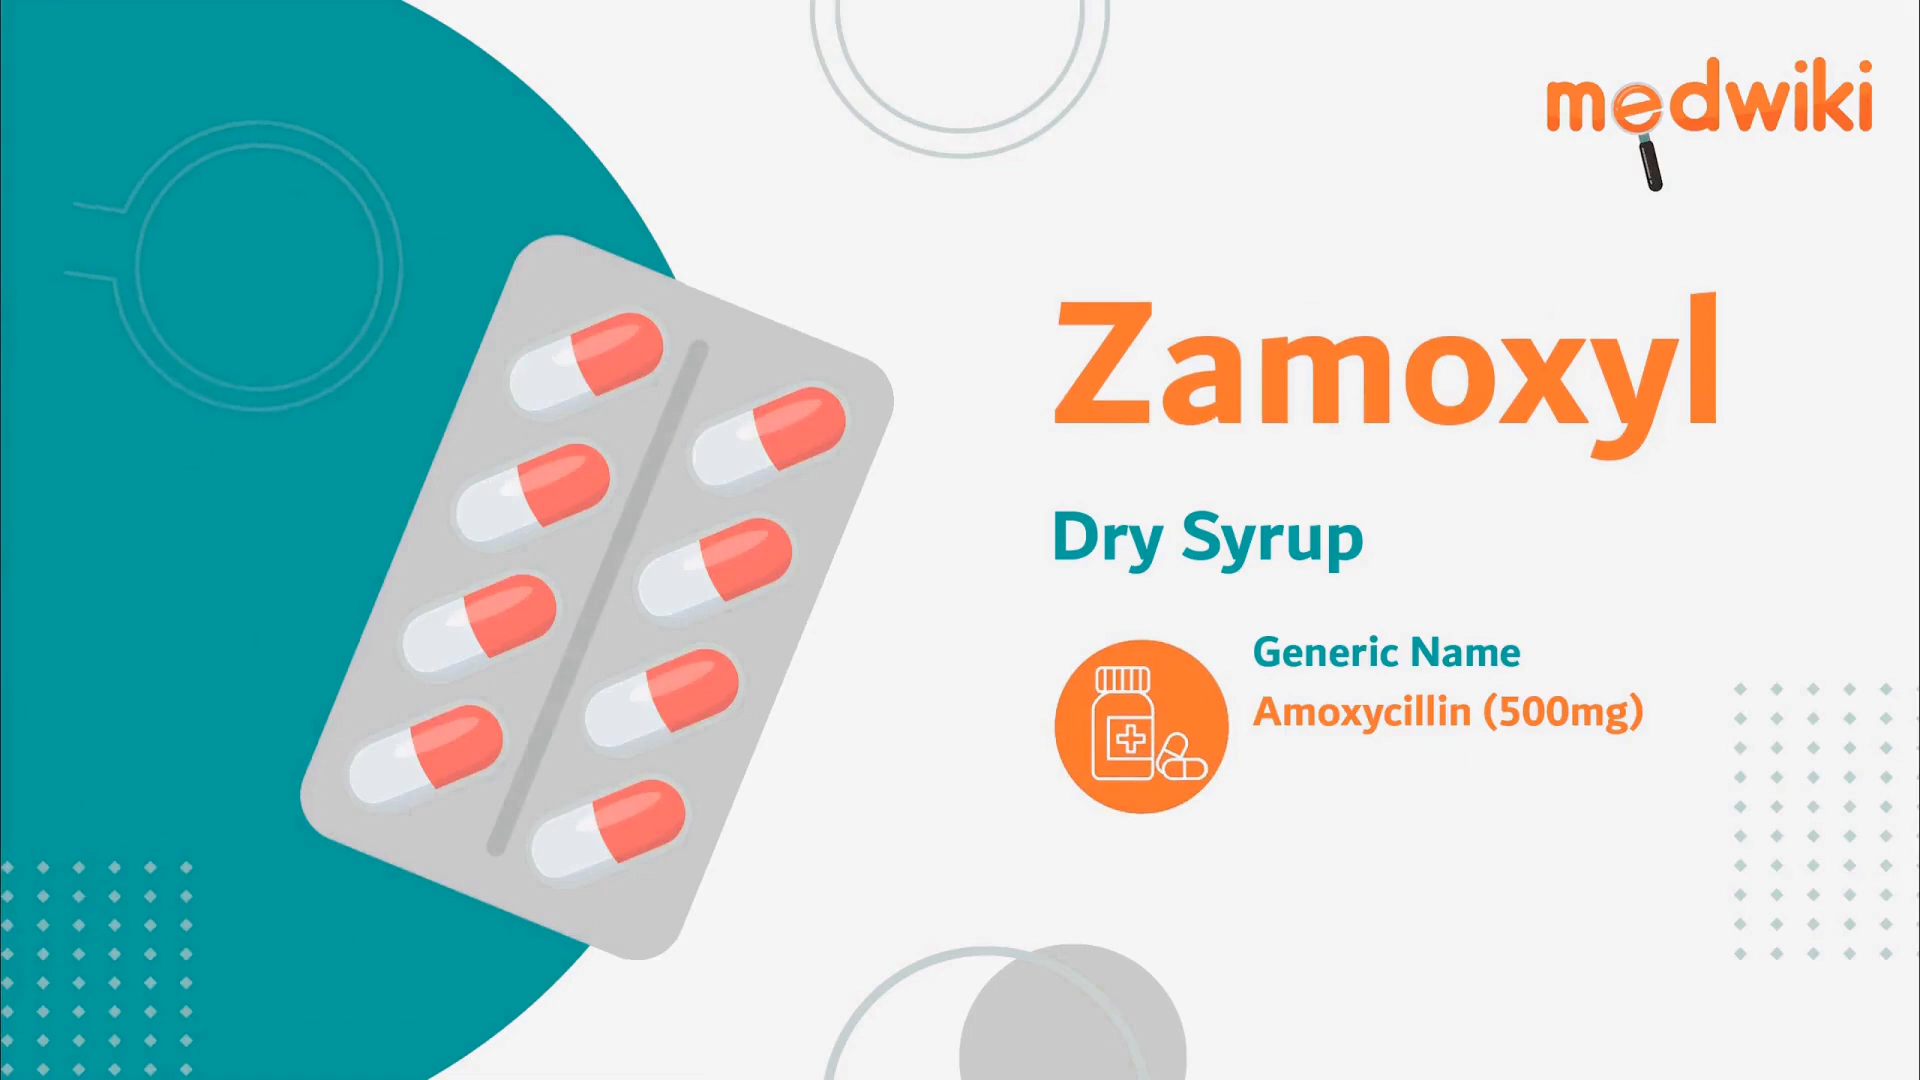 medwiki
Zamoxyl
Dry Syrup
Generic Name
Amoxycillin (500mg)